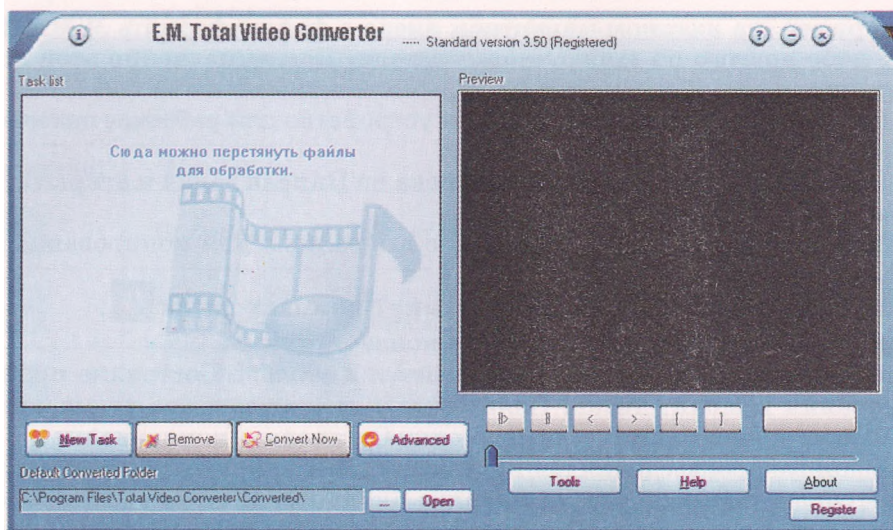 E.M. Total Video Converter ..... Standard version 3.50 (Registered)
Task list
Preview
Сюда можно перетянуть файлы
для обработки.
New Task
Remove
Convert Now
Advanced
Default Converted Folder
C:\Program Files\Total Video Converter\Converted\
...
Open
Tools
Help
About
Register